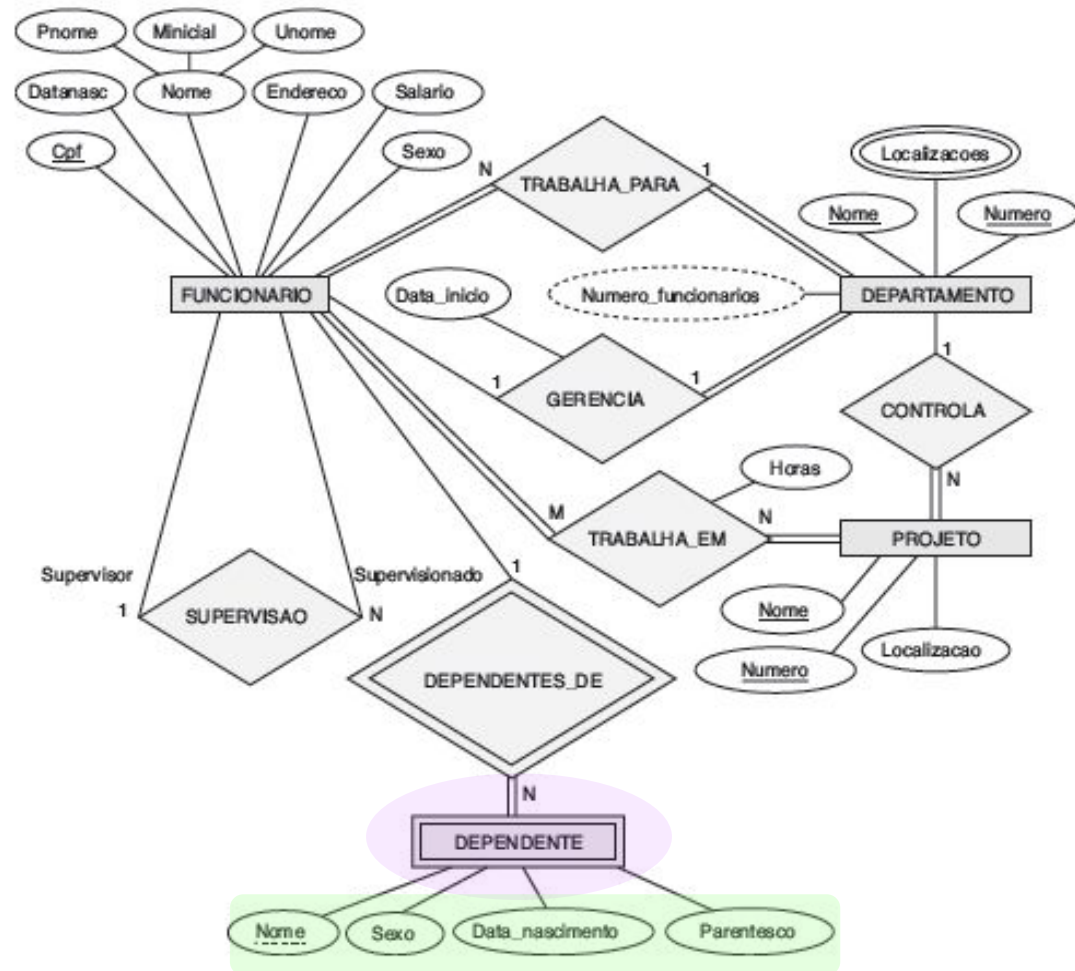 Pnome Minicial Unome
Datanasc Nome Endereco Salario
Cpf Sexo
N TRABALHA_PARA 1
Localizacoes
Nome Numero
FUNCIONARIO Data_inicio Numero_funcionarios DEPARTAMENTO
1 GERENCIA 1
1
CONTROLA
N
Horas
M TRABALHA_EM N
PROJETO
Nome
Numero
Localizacao
Supervisor Supervisionado
1 SUPERVISAO N
1
DEPENDENTES_DE
N
DEPENDENTE
Nome Sexo Data_nascimento Parentesco